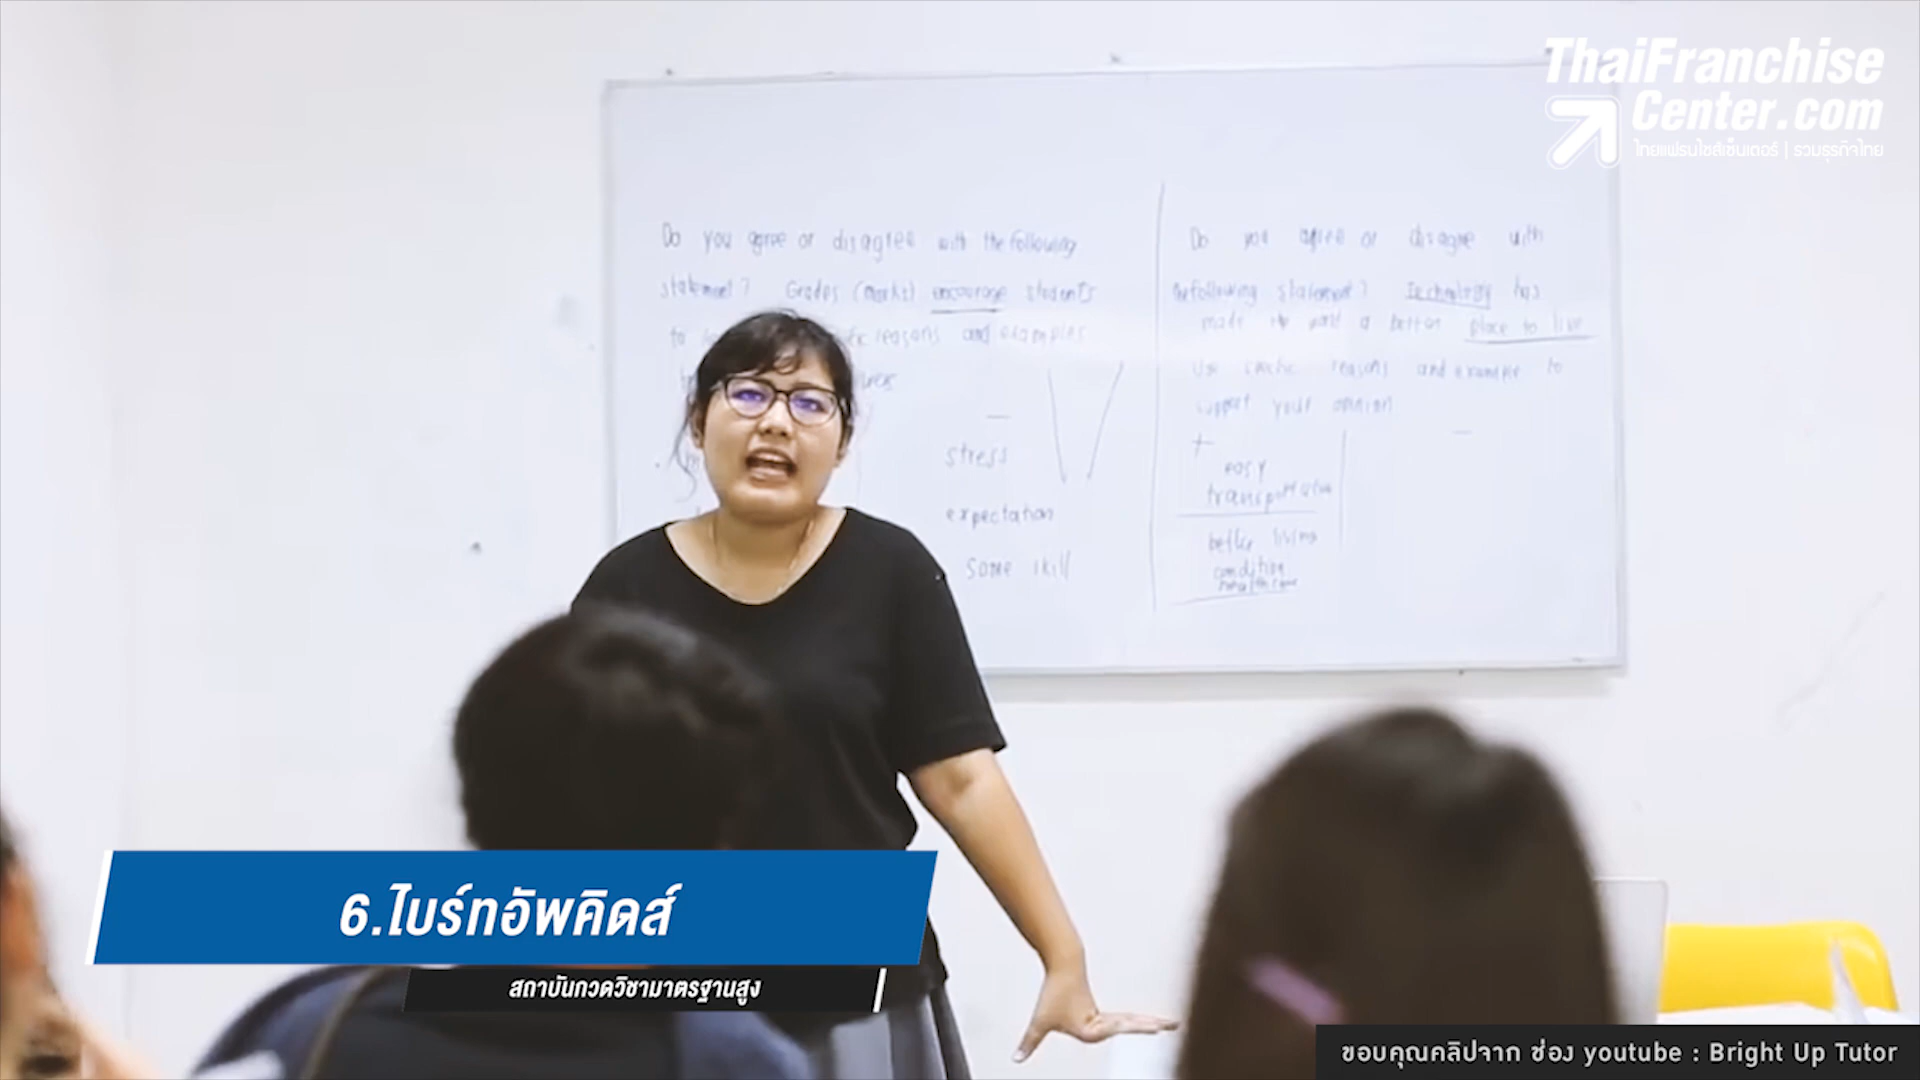 ThaiFranchise
Center.com
ไทยแฟรนไชส์เซ็นเตอร์ | รวมธุรกิจไทย
Do you agree or disagree with the following
statement? Grades (marks) encourage students
to reasons and examples
stress
expectation
some skill
Do you agree or disagree with
the following statement? Technology has
made the world a better place to live
Use reasons and example to
support your opinion
+
easy
transportation
better living
condition
healthcare
6.ไบร์ทอัพคิดส์
สถาบันกวดวิชามาตรฐานสูง
ขอบคุณคลิปจาก ช่อง youtube : Bright Up Tutor